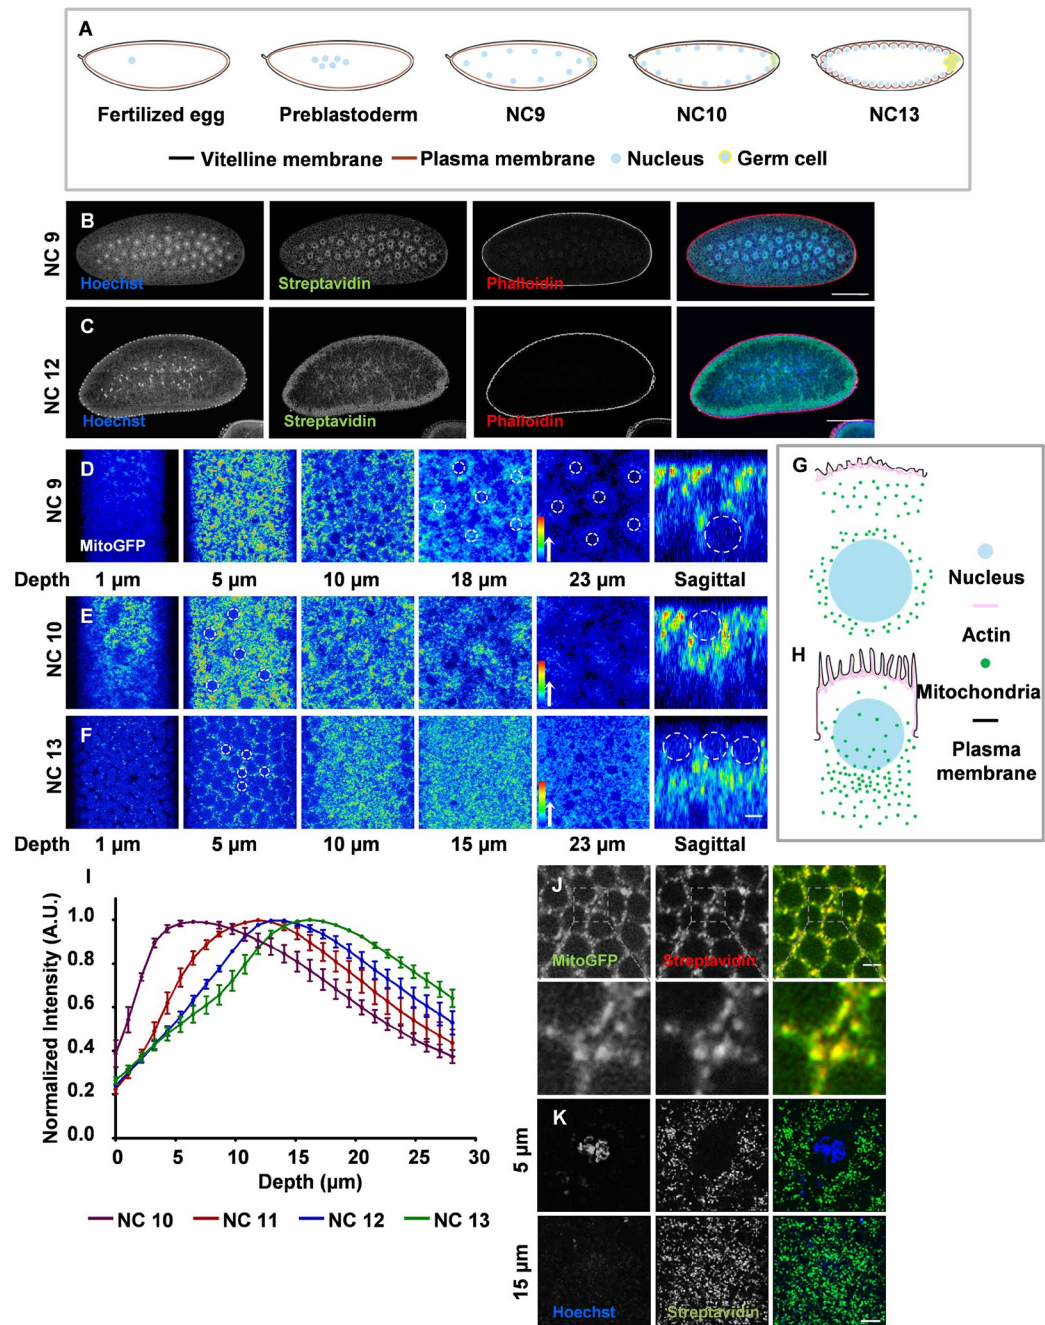 A
Fertilized egg Preblastoderm NC9 NC10 NC13
Vitelline membrane Plasma membrane Nucleus Germ cell
NC 9
B
Hoechst Streptavidin Phalloidin
NC 12
C
Hoechst Streptavidin Phalloidin
NC 9
D
MitoGFP
Depth 1 µm 5 µm 10 µm 18 µm 23 µm Sagittal
NC 10
E
NC 13
F
Depth 1 µm 5 µm 10 µm 15 µm 23 µm Sagittal
G
Nucleus
Actin
H
Mitochondria
Plasma
membrane
I
Normalized Intensity (A.U.)
1.0
0.8
0.6
0.4
0.2
0.0
0 5 10 15 20 25 30
Depth (µm)
NC 10 NC 11 NC 12 NC 13
J
MitoGFP Streptavidin
K
5 µm
15 µm
Hoechst Streptavidin